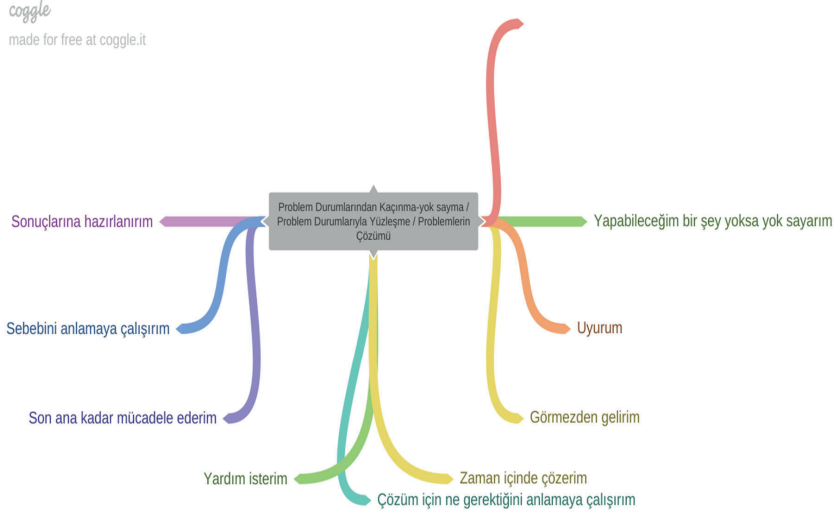 coggle
made for free at coggle.it
Problem Durumlarından Kaçınma-yok sayma /
Problem Durumlarıyla Yüzleşme / Problemlerin
Çözümü
Sonuçlarına hazırlanırım
Yapabileceğim bir şey yoksa yok sayarım
Sebebini anlamaya çalışırım
Uyurum
Son ana kadar mücadele ederim
Görmezden gelirim
Yardım isterim
Zaman içinde çözerim
Çözüm için ne gerektiğini anlamaya çalışırım